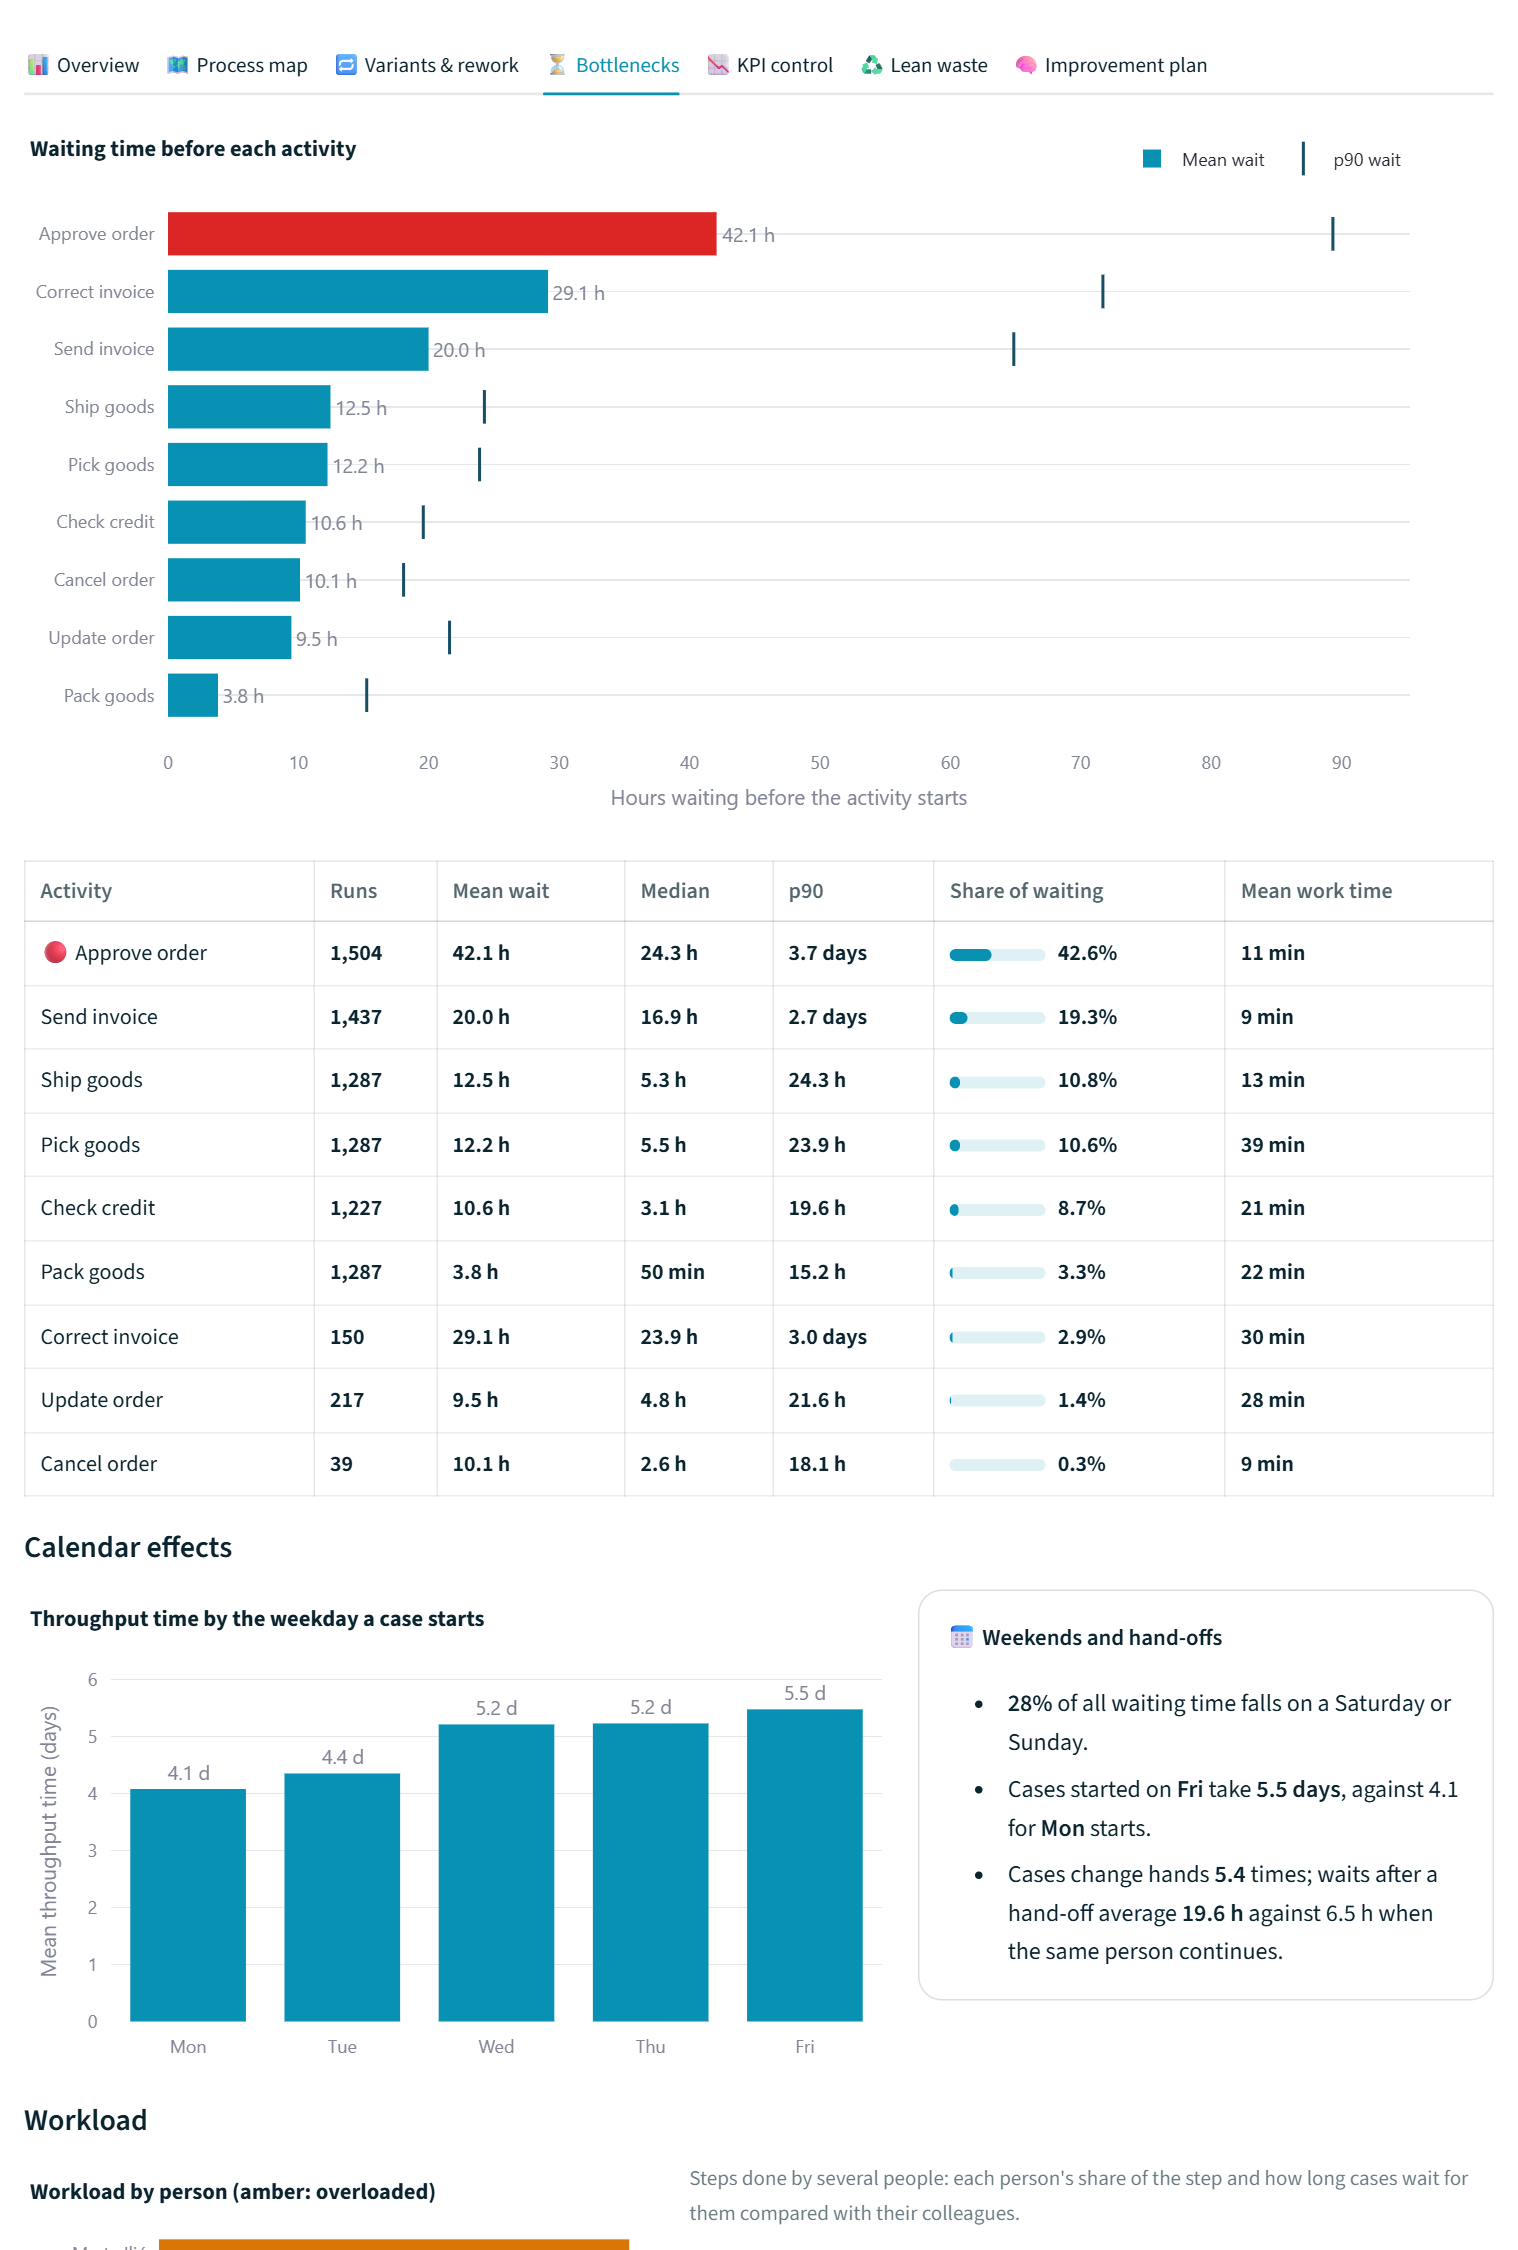 Overview Process map Variants & rework Bottlenecks KPI control Lean waste Improvement plan
Waiting time before each activity
Mean wait p90 wait
Approve order 42.1 h
Correct invoice 29.1 h
Send invoice 20.0 h
Ship goods 12.5 h
Pick goods 12.2 h
Check credit 10.6 h
Cancel order 10.1 h
Update order 9.5 h
Pack goods 3.8 h
0 10 20 30 40 50 60 70 80 90
Hours waiting before the activity starts
Activity Runs Mean wait Median p90 Share of waiting Mean work time
Approve order 1,504 42.1 h 24.3 h 3.7 days 42.6% 11 min
Send invoice 1,437 20.0 h 16.9 h 2.7 days 19.3% 9 min
Ship goods 1,287 12.5 h 5.3 h 24.3 h 10.8% 13 min
Pick goods 1,287 12.2 h 5.5 h 23.9 h 10.6% 39 min
Check credit 1,227 10.6 h 3.1 h 19.6 h 8.7% 21 min
Pack goods 1,287 3.8 h 50 min 15.2 h 3.3% 22 min
Correct invoice 150 29.1 h 23.9 h 3.0 days 2.9% 30 min
Update order 217 9.5 h 4.8 h 21.6 h 1.4% 28 min
Cancel order 39 10.1 h 2.6 h 18.1 h 0.3% 9 min
Calendar effects
Throughput time by the weekday a case starts
Mean throughput time (days)
6
5
4
3
2
1
0
4.1 d 4.4 d 5.2 d 5.2 d 5.5 d
Mon Tue Wed Thu Fri
Weekends and hand-offs
• 28% of all waiting time falls on a Saturday or
Sunday.
• Cases started on Fri take 5.5 days, against 4.1
for Mon starts.
• Cases change hands 5.4 times; waits after a
hand-off average 19.6 h against 6.5 h when
the same person continues.
Workload
Workload by person (amber: overloaded)
Steps done by several people: each person's share of the step and how long cases wait for
them compared with their colleagues.